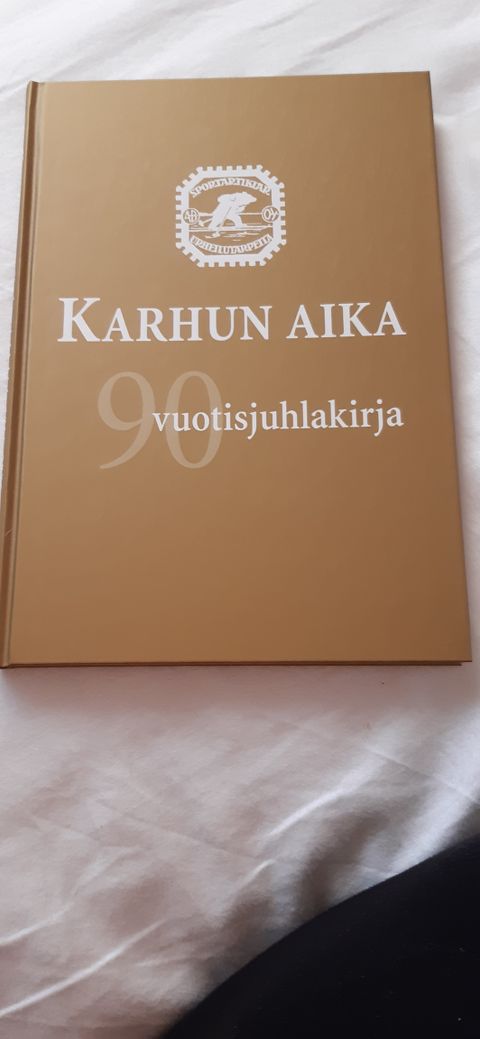 SPORTARTIKLAR
AB OY
URHEILUTARPEITA
KARHUN AIKA
90 vuotisjuhlakirja